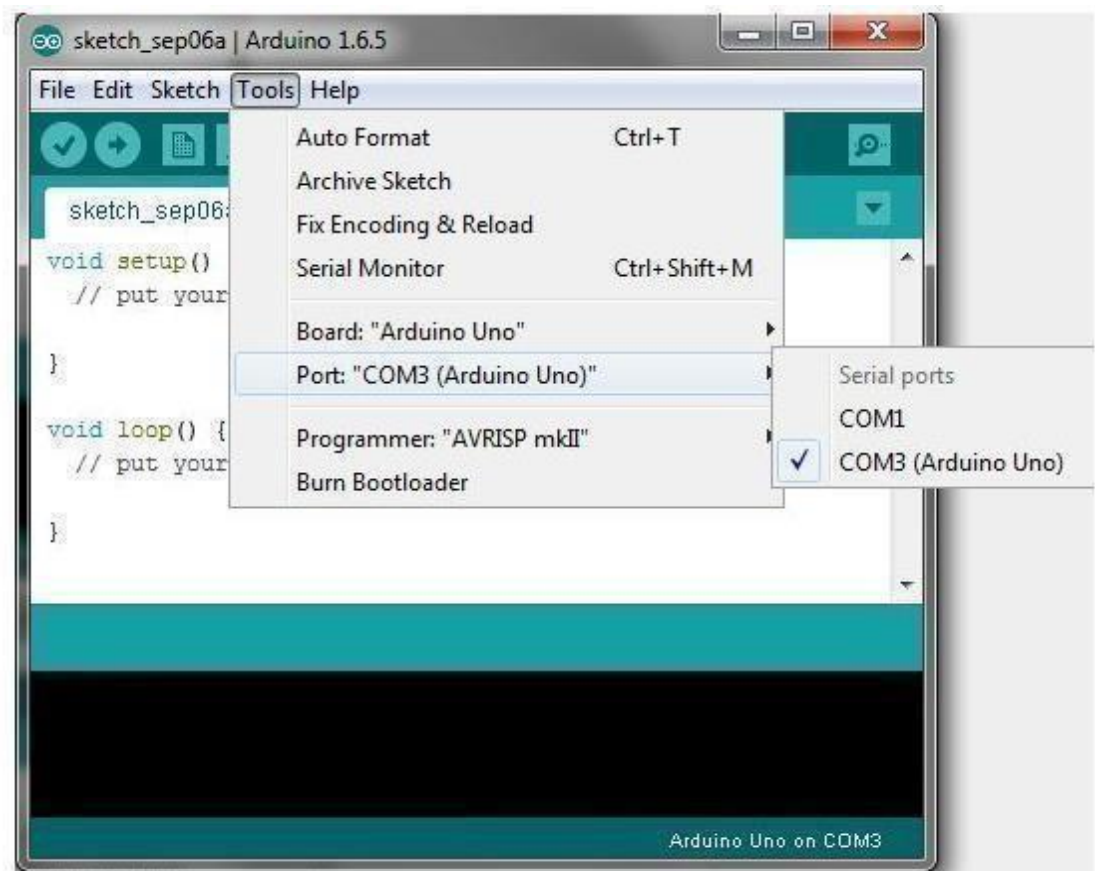 sketch_sep06a | Arduino 1.6.5
File Edit Sketch Tools Help
Auto Format Ctrl+T
Archive Sketch
Fix Encoding & Reload
Serial Monitor Ctrl+Shift+M
Board: "Arduino Uno"
Port: "COM3 (Arduino Uno)"
Programmer: "AVRISP mkII"
Burn Bootloader
Serial ports
COM1
COM3 (Arduino Uno)
sketch_sep06a
void setup()
// put your
}
void loop() {
// put your
}
Arduino Uno on COM3